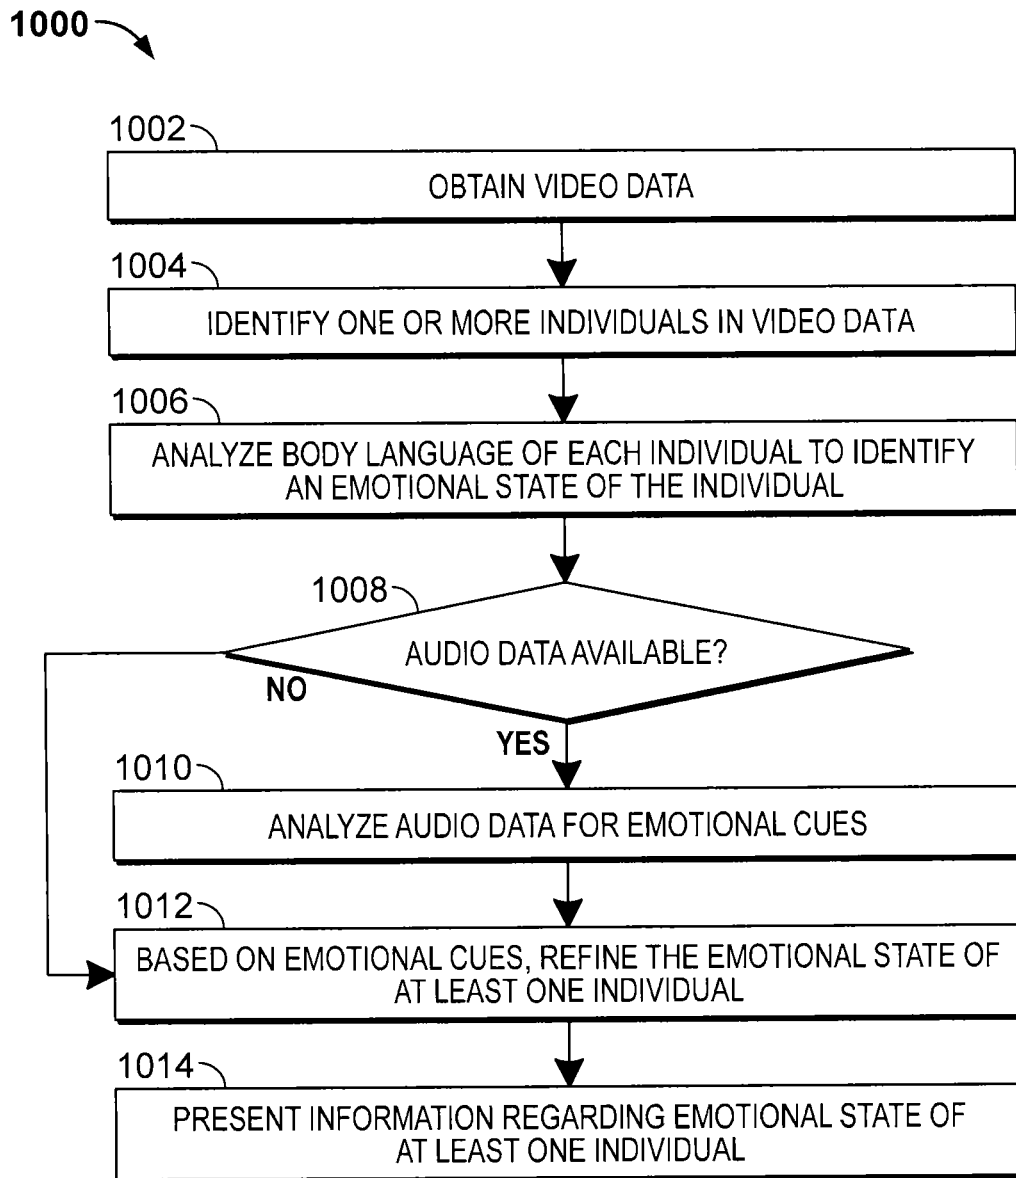 1000
1002
OBTAIN VIDEO DATA
1004
IDENTIFY ONE OR MORE INDIVIDUALS IN VIDEO DATA
1006
ANALYZE BODY LANGUAGE OF EACH INDIVIDUAL TO IDENTIFY
AN EMOTIONAL STATE OF THE INDIVIDUAL
1008
AUDIO DATA AVAILABLE?
NO
YES
1010
ANALYZE AUDIO DATA FOR EMOTIONAL CUES
1012
BASED ON EMOTIONAL CUES, REFINE THE EMOTIONAL STATE OF
AT LEAST ONE INDIVIDUAL
1014
PRESENT INFORMATION REGARDING EMOTIONAL STATE OF
AT LEAST ONE INDIVIDUAL